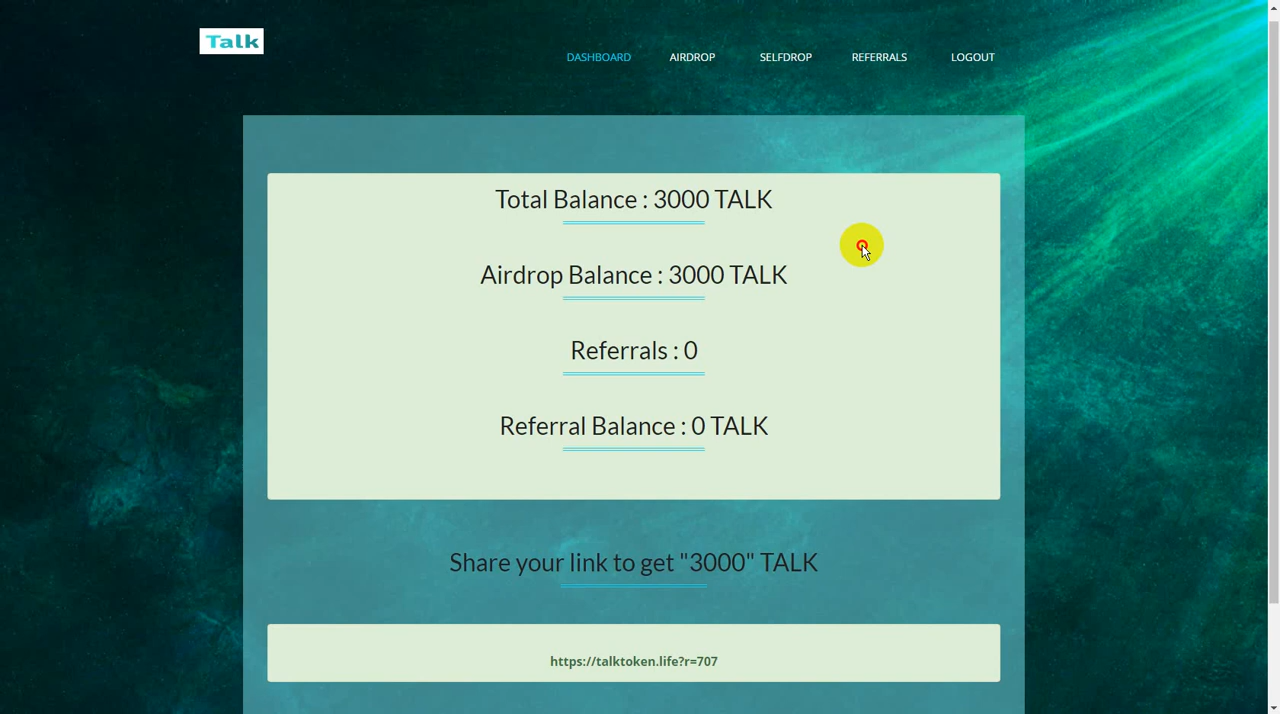 Talk
DASHBOARD AIRDROP SELFDROP REFERRALS LOGOUT
Total Balance : 3000 TALK
Airdrop Balance : 3000 TALK
Referrals : 0
Referral Balance : 0 TALK
Share your link to get "3000" TALK
https://talktoken.life?r=707